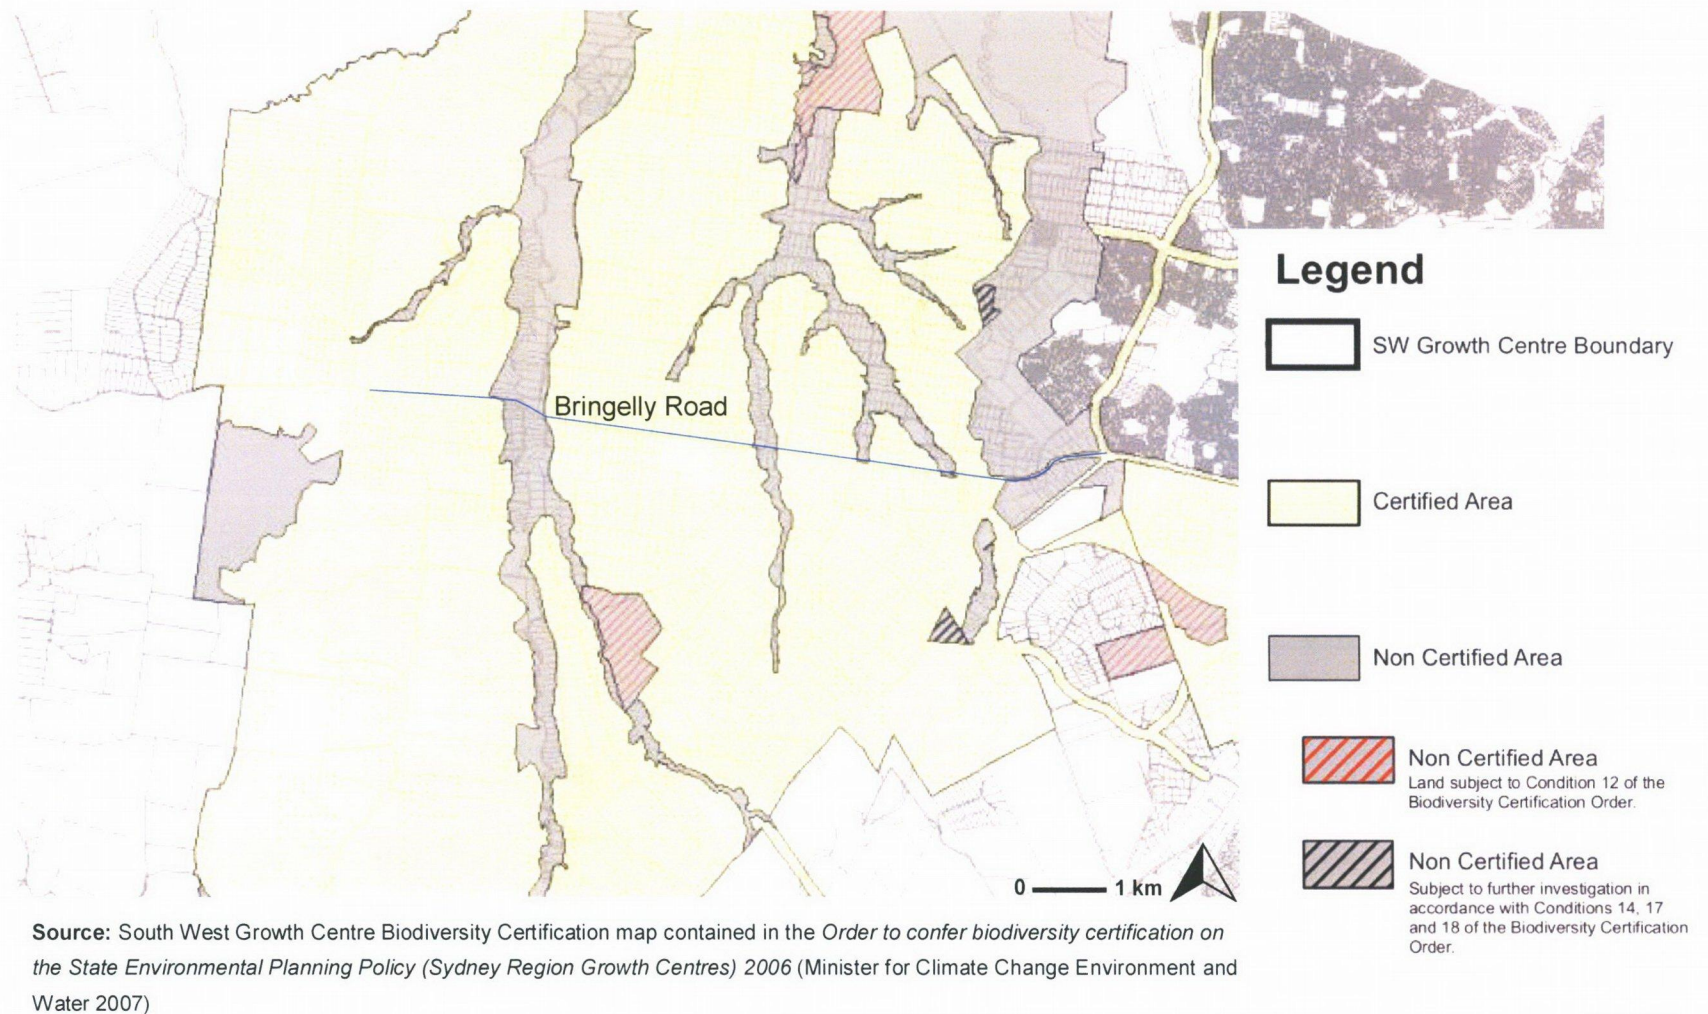 Bringelly Road
Legend
SW Growth Centre Boundary
Certified Area
Non Certified Area
Non Certified Area
Land subject to Condition 12 of the
Biodiversity Certification Order.
Non Certified Area
Subject to further investigation in
accordance with Conditions 14, 17
and 18 of the Biodiversity Certification
Order.
0 1 km
Source: South West Growth Centre Biodiversity Certification map contained in the Order to confer biodiversity certification on
the State Environmental Planning Policy (Sydney Region Growth Centres) 2006 (Minister for Climate Change Environment and
Water 2007)